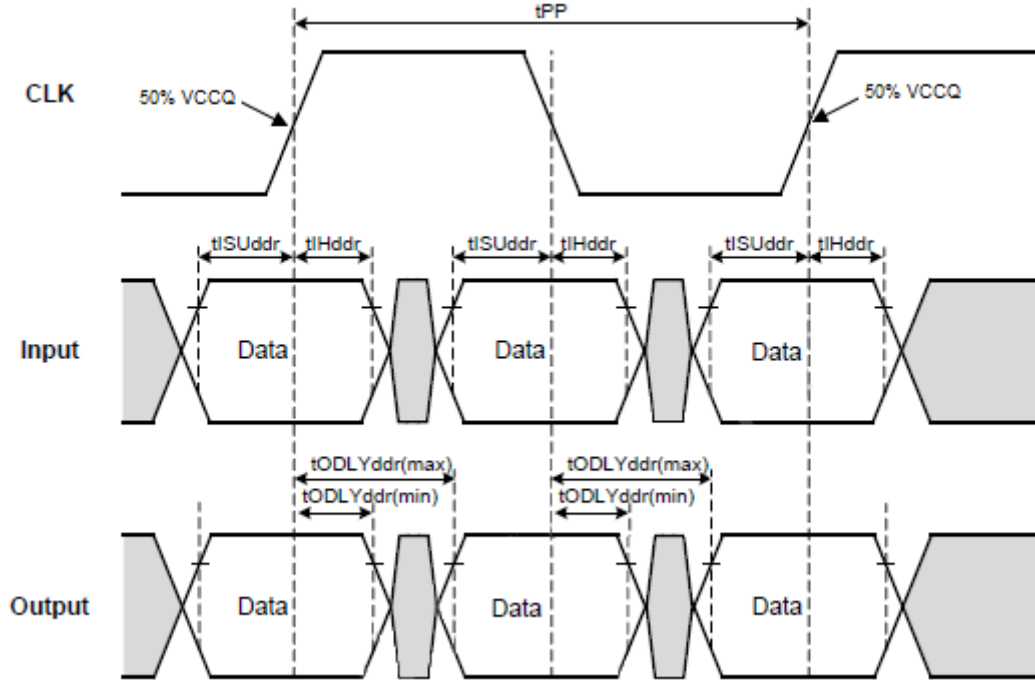 tPP
CLK
50% VCCQ
50% VCCQ
tISUddr tIHddr tISUddr tIHddr tISUddr tIHddr
Input
Data Data Data
tODLYddr(max) tODLYddr(max)
tODLYddr(min) tODLYddr(min)
Output
Data Data Data